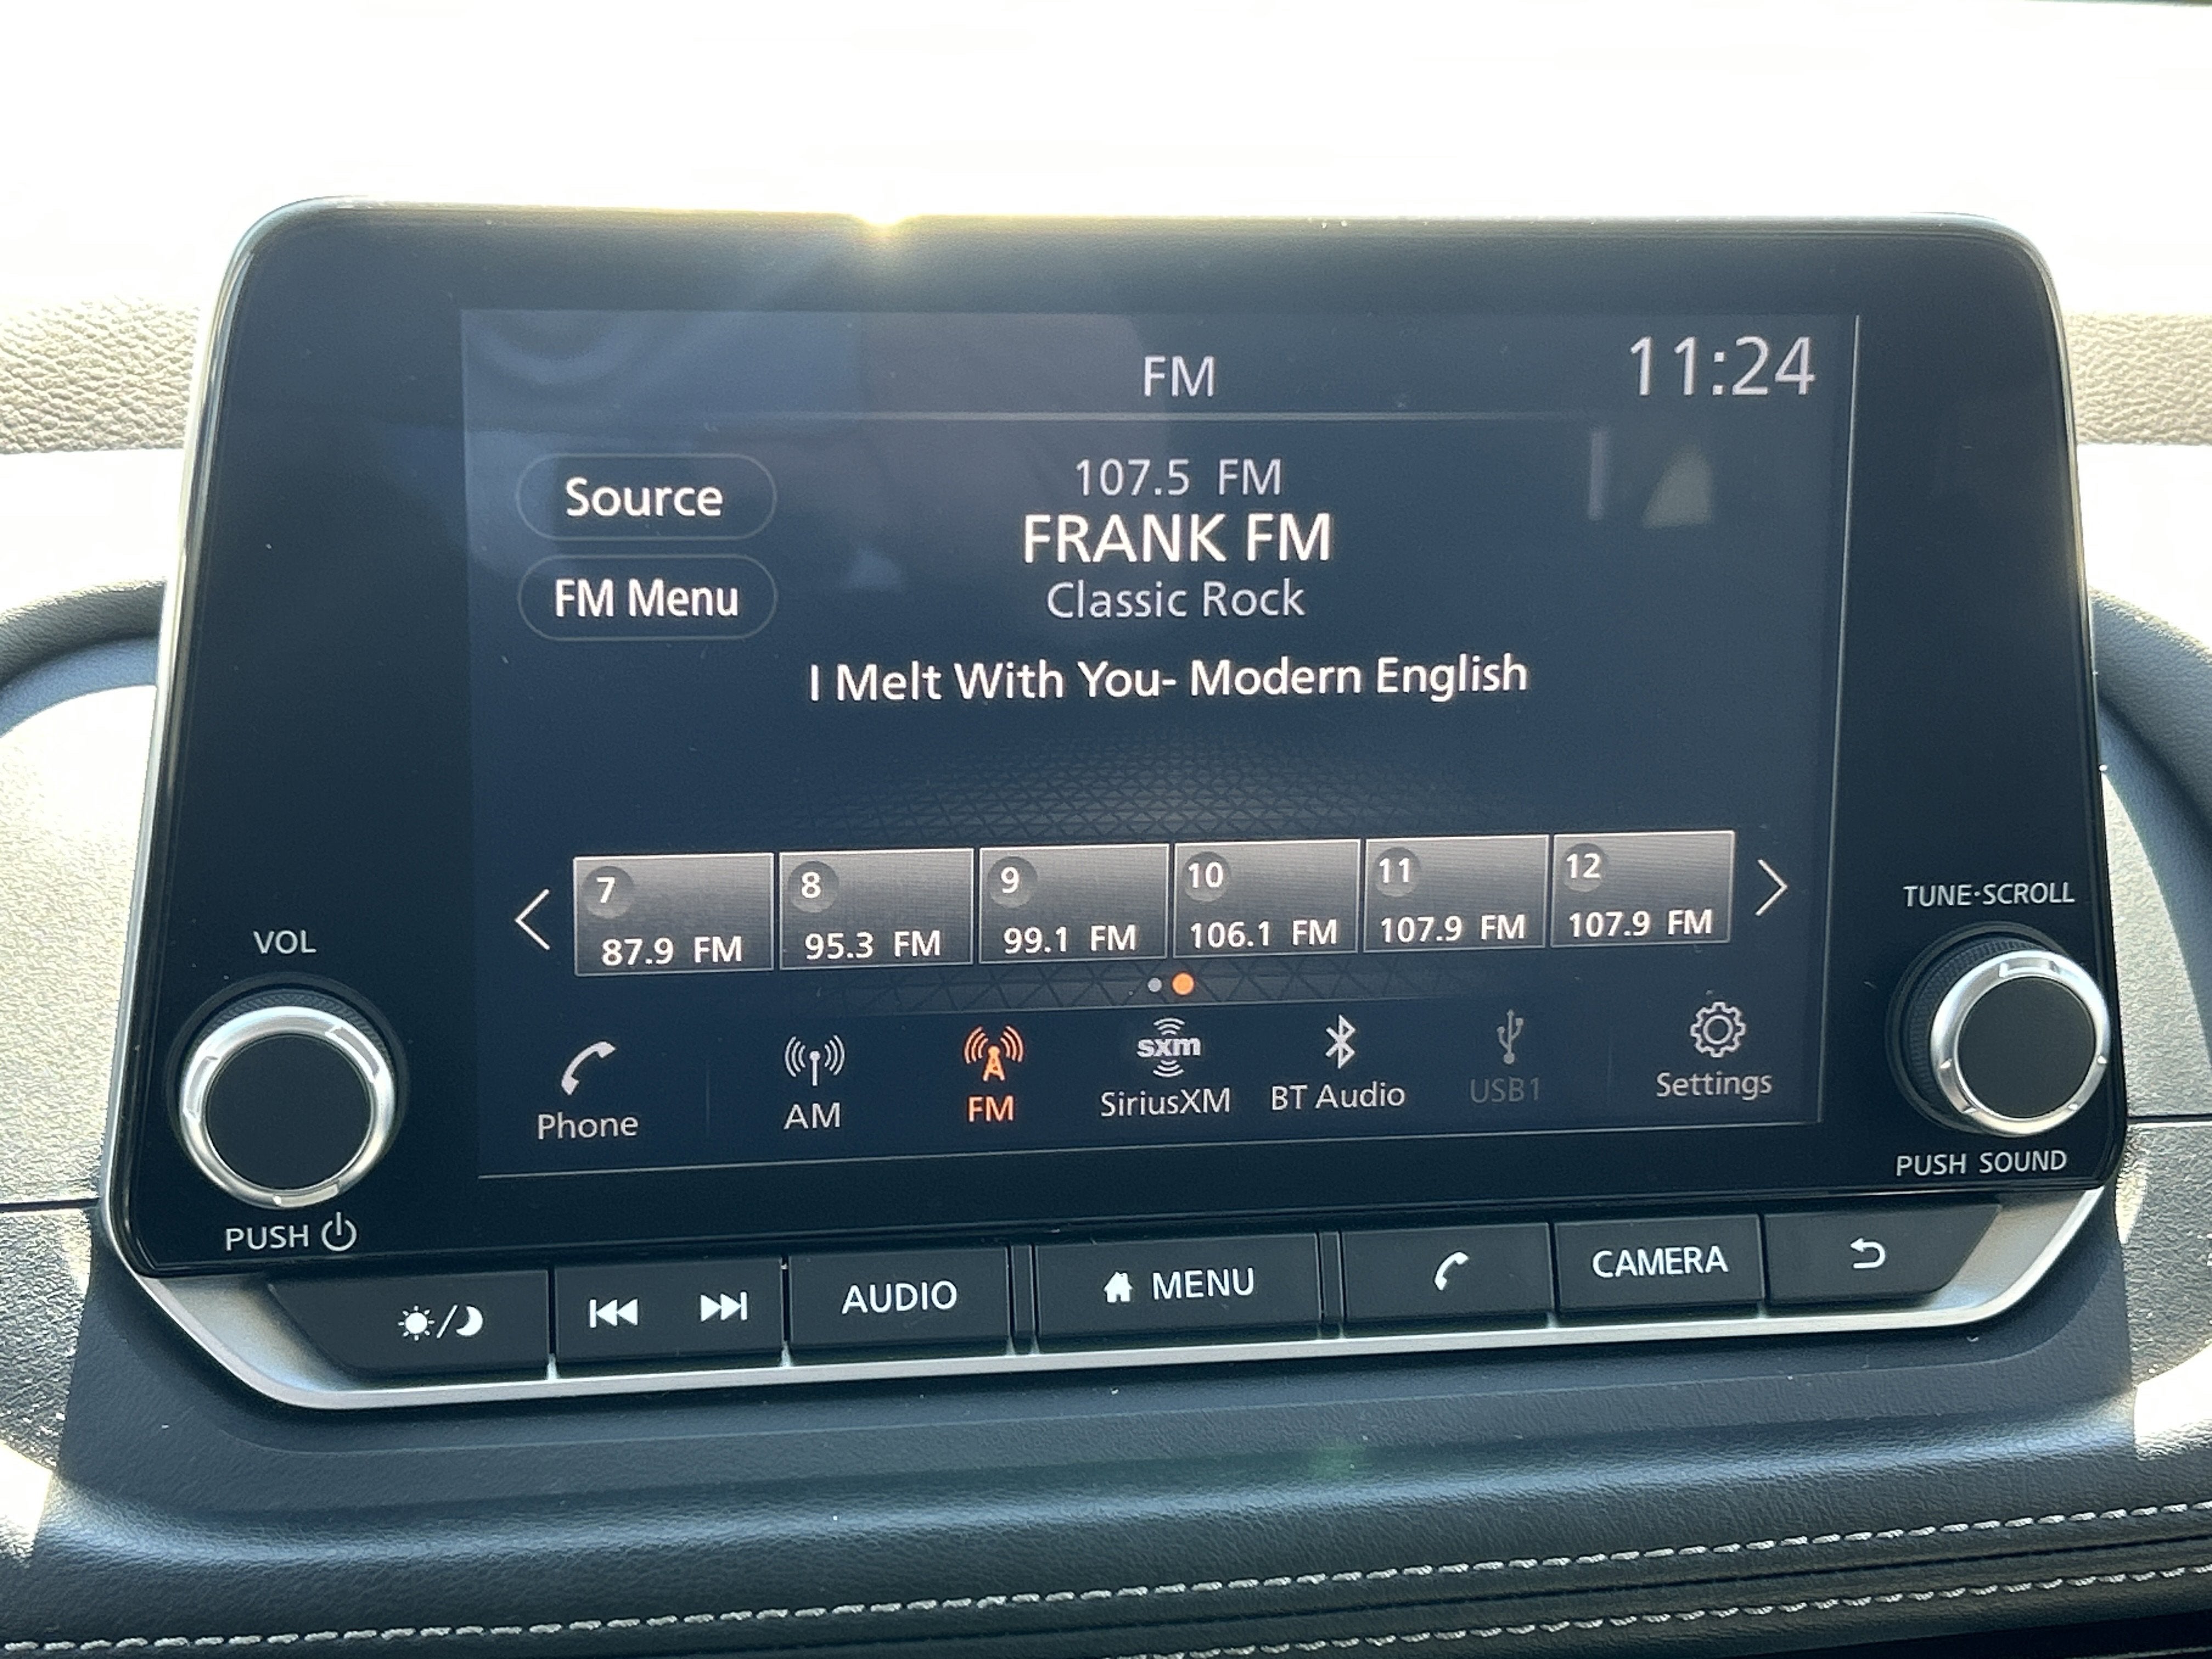 FM
11:24
Source
107.5 FM
FRANK FM
FM Menu
Classic Rock
I Melt With You- Modern English
7
8
9
10
11
12
87.9 FM
95.3 FM
99.1 FM
106.1 FM
107.9 FM
107.9 FM
VOL
TUNE·SCROLL
sxm
Phone
AM
FM
SiriusXM
BT Audio
USB1
Settings
PUSH
PUSH SOUND
AUDIO
MENU
CAMERA